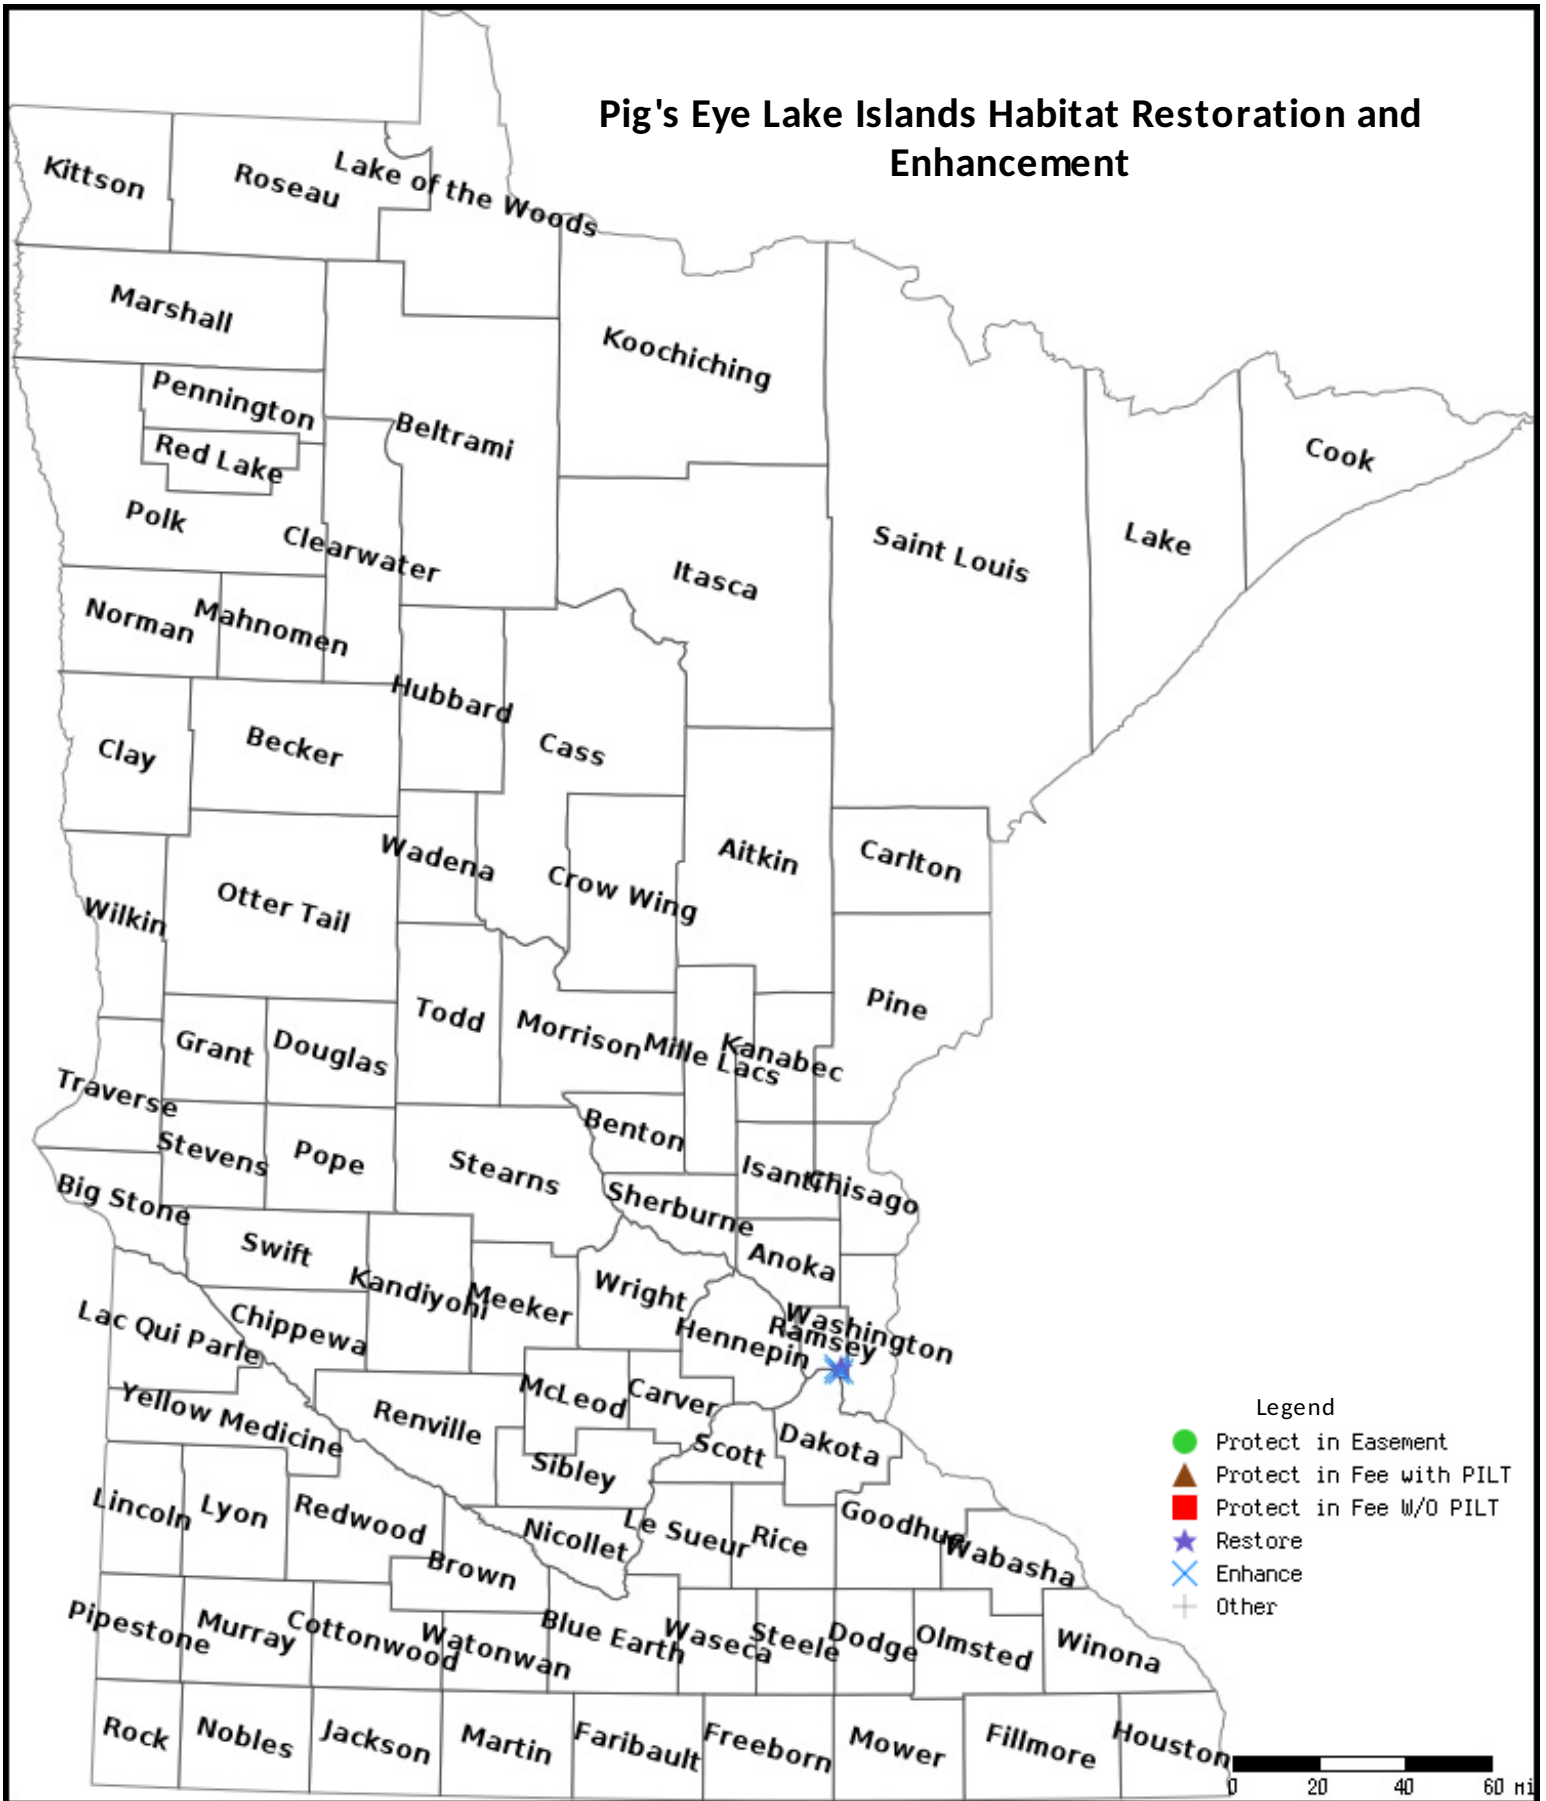 Pig's Eye Lake Islands Habitat Restoration and
Enhancement
Kittson
Roseau
Lake of the Woods
Marshall
Koochiching
Pennington
Beltrami
Red Lake
Cook
Polk
Clearwater
Saint Louis
Lake
Itasca
Norman
Mahnomen
Hubbard
Clay
Becker
Cass
Wadena
Aitkin
Carlton
Otter Tail
Crow Wing
Wilkin
Pine
Todd
Morrison
Mille Lacs
Kanabec
Grant
Douglas
Traverse
Benton
Stevens
Pope
Stearns
Isanti
Chisago
Big Stone
Sherburne
Swift
Anoka
Kandiyohi
Meeker
Wright
Lac Qui Parle
Chippewa
Hennepin
Ramsey
Washington
Yellow Medicine
Renville
McLeod
Carver
Scott
Dakota
Sibley
Legend
Protect in Easement
Protect in Fee with PILT
Protect in Fee W/O PILT
Restore
Enhance
Other
Lincoln
Lyon
Redwood
Nicollet
Le Sueur
Rice
Goodhue
Wabasha
Brown
Pipestone
Murray
Cottonwood
Watonwan
Blue Earth
Waseca
Steele
Dodge
Olmsted
Winona
Rock
Nobles
Jackson
Martin
Faribault
Freeborn
Mower
Fillmore
Houston
0 20 40 60 mi